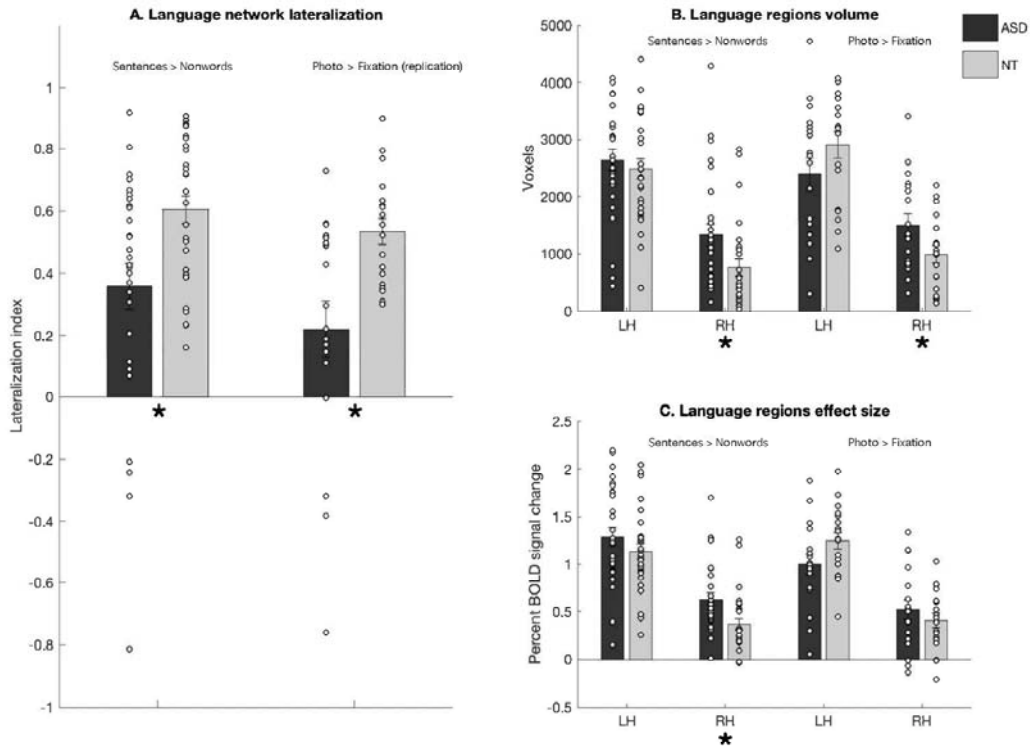 A. Language network lateralization
Sentences > Nonwords
Photo > Fixation (replication)
Lateralization index
1
0.8
0.6
0.4
0.2
0
-0.2
-0.4
-0.6
-0.8
-1
*
*
B. Language regions volume
Sentences > Nonwords
Photo > Fixation
ASD
NT
Voxels
5000
4000
3000
2000
1000
0
LH
RH
LH
RH
*
*
C. Language regions effect size
Sentences > Nonwords
Photo > Fixation
Percent BOLD signal change
2.5
2
1.5
1
0.5
0
-0.5
LH
RH
LH
RH
*